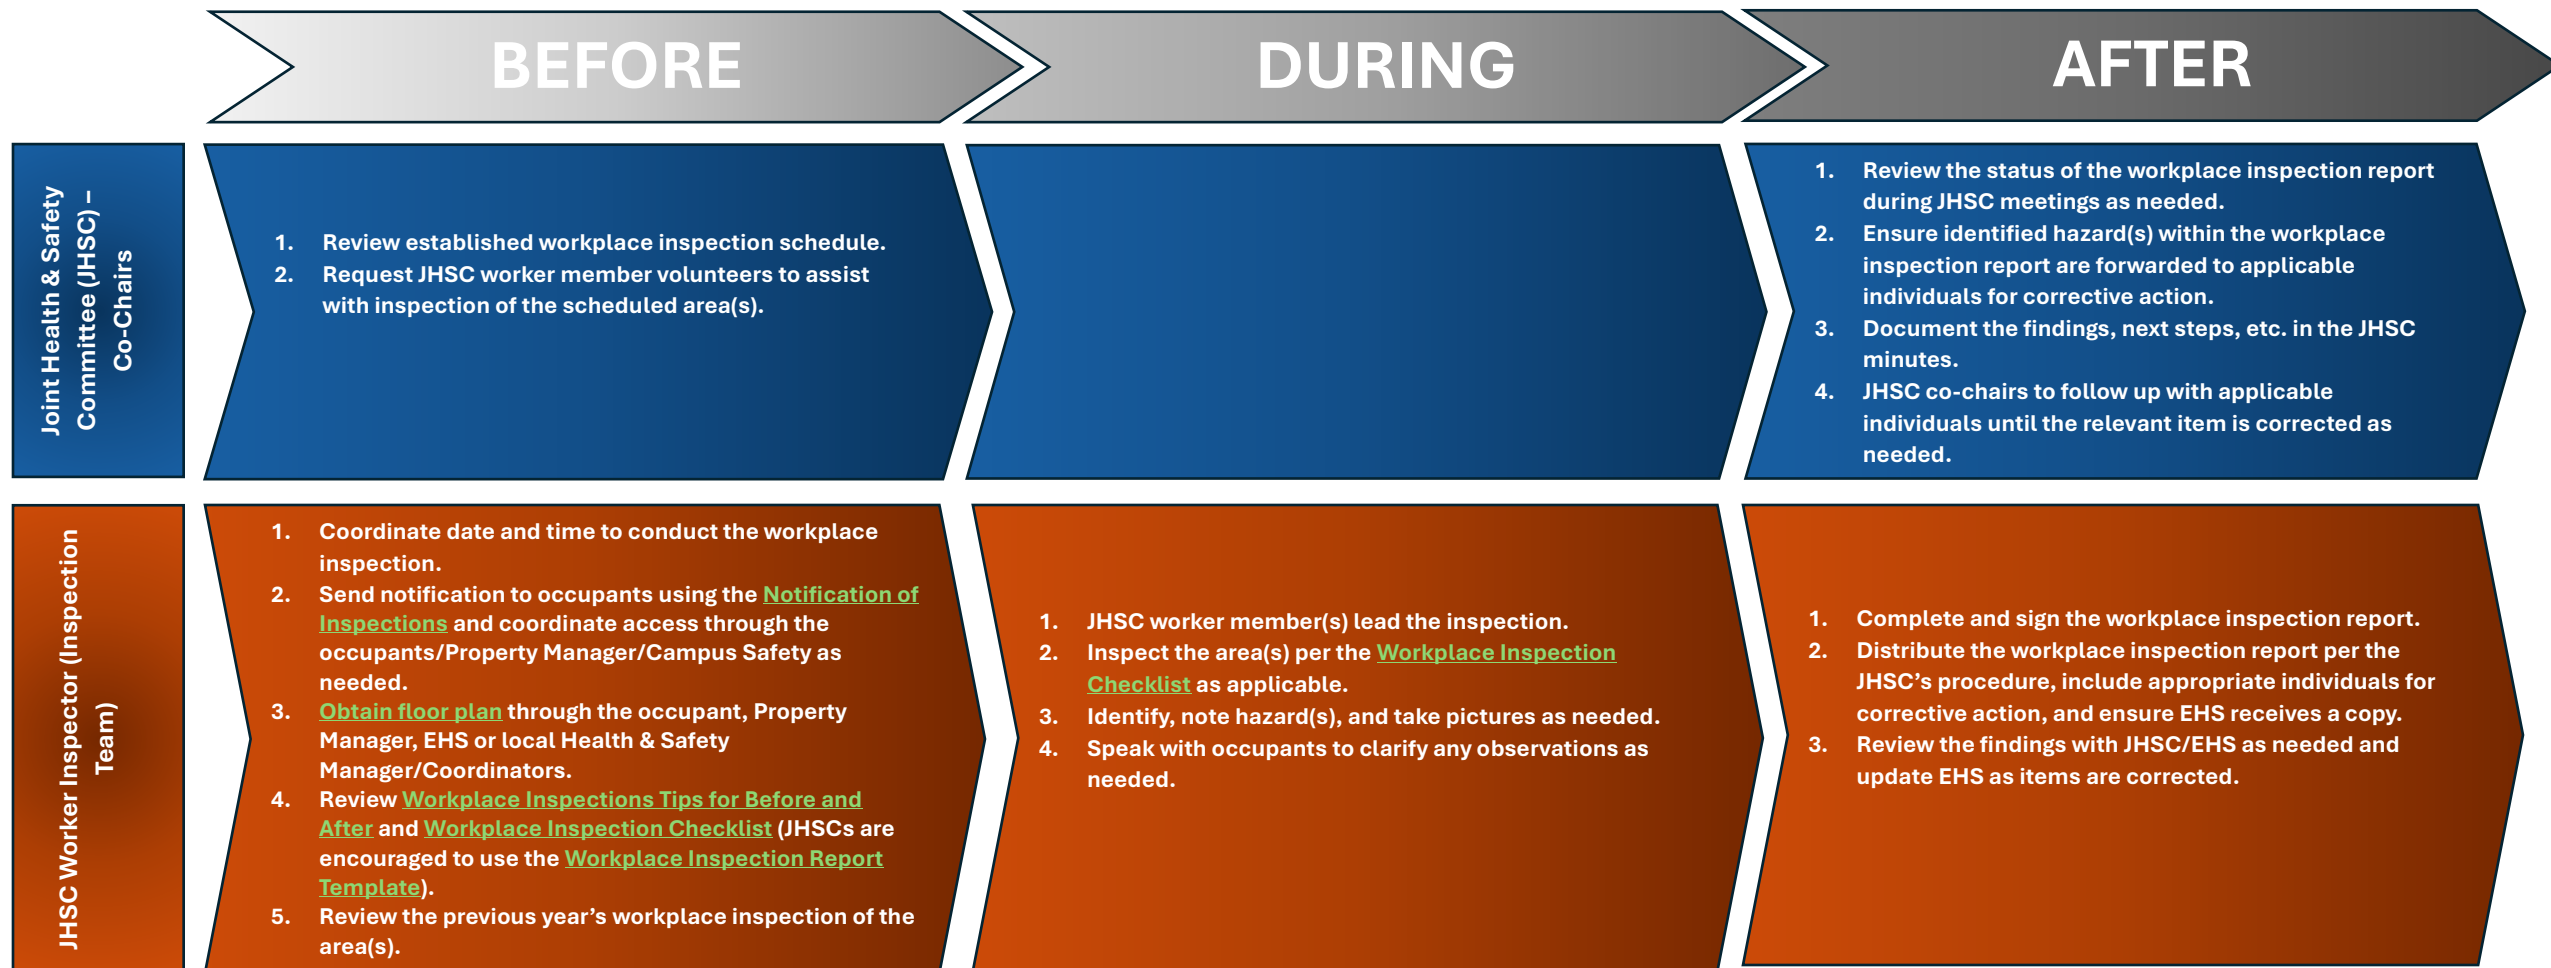 BEFORE
DURING
AFTER
Joint Health & Safety
Committee (JHSC) –
Co-Chairs
1. Review established workplace inspection schedule.
2. Request JHSC worker member volunteers to assist
with inspection of the scheduled area(s).
1. Review the status of the workplace inspection report
during JHSC meetings as needed.
2. Ensure identified hazard(s) within the workplace
inspection report are forwarded to applicable
individuals for corrective action.
3. Document the findings, next steps, etc. in the JHSC
minutes.
4. JHSC co-chairs to follow up with applicable
individuals until the relevant item is corrected as
needed.
JHSC Worker Inspector (Inspection
Team)
1. Coordinate date and time to conduct the workplace
inspection.
2. Send notification to occupants using the Notification of
Inspections and coordinate access through the
occupants/Property Manager/Campus Safety as
needed.
3. Obtain floor plan through the occupant, Property
Manager, EHS or local Health & Safety
Manager/Coordinators.
4. Review Workplace Inspections Tips for Before and
After and Workplace Inspection Checklist (JHSCs are
encouraged to use the Workplace Inspection Report
Template).
5. Review the previous year’s workplace inspection of the
area(s).
1. JHSC worker member(s) lead the inspection.
2. Inspect the area(s) per the Workplace Inspection
Checklist as applicable.
3. Identify, note hazard(s), and take pictures as needed.
4. Speak with occupants to clarify any observations as
needed.
1. Complete and sign the workplace inspection report.
2. Distribute the workplace inspection report per the
JHSC’s procedure, include appropriate individuals for
corrective action, and ensure EHS receives a copy.
3. Review the findings with JHSC/EHS as needed and
update EHS as items are corrected.